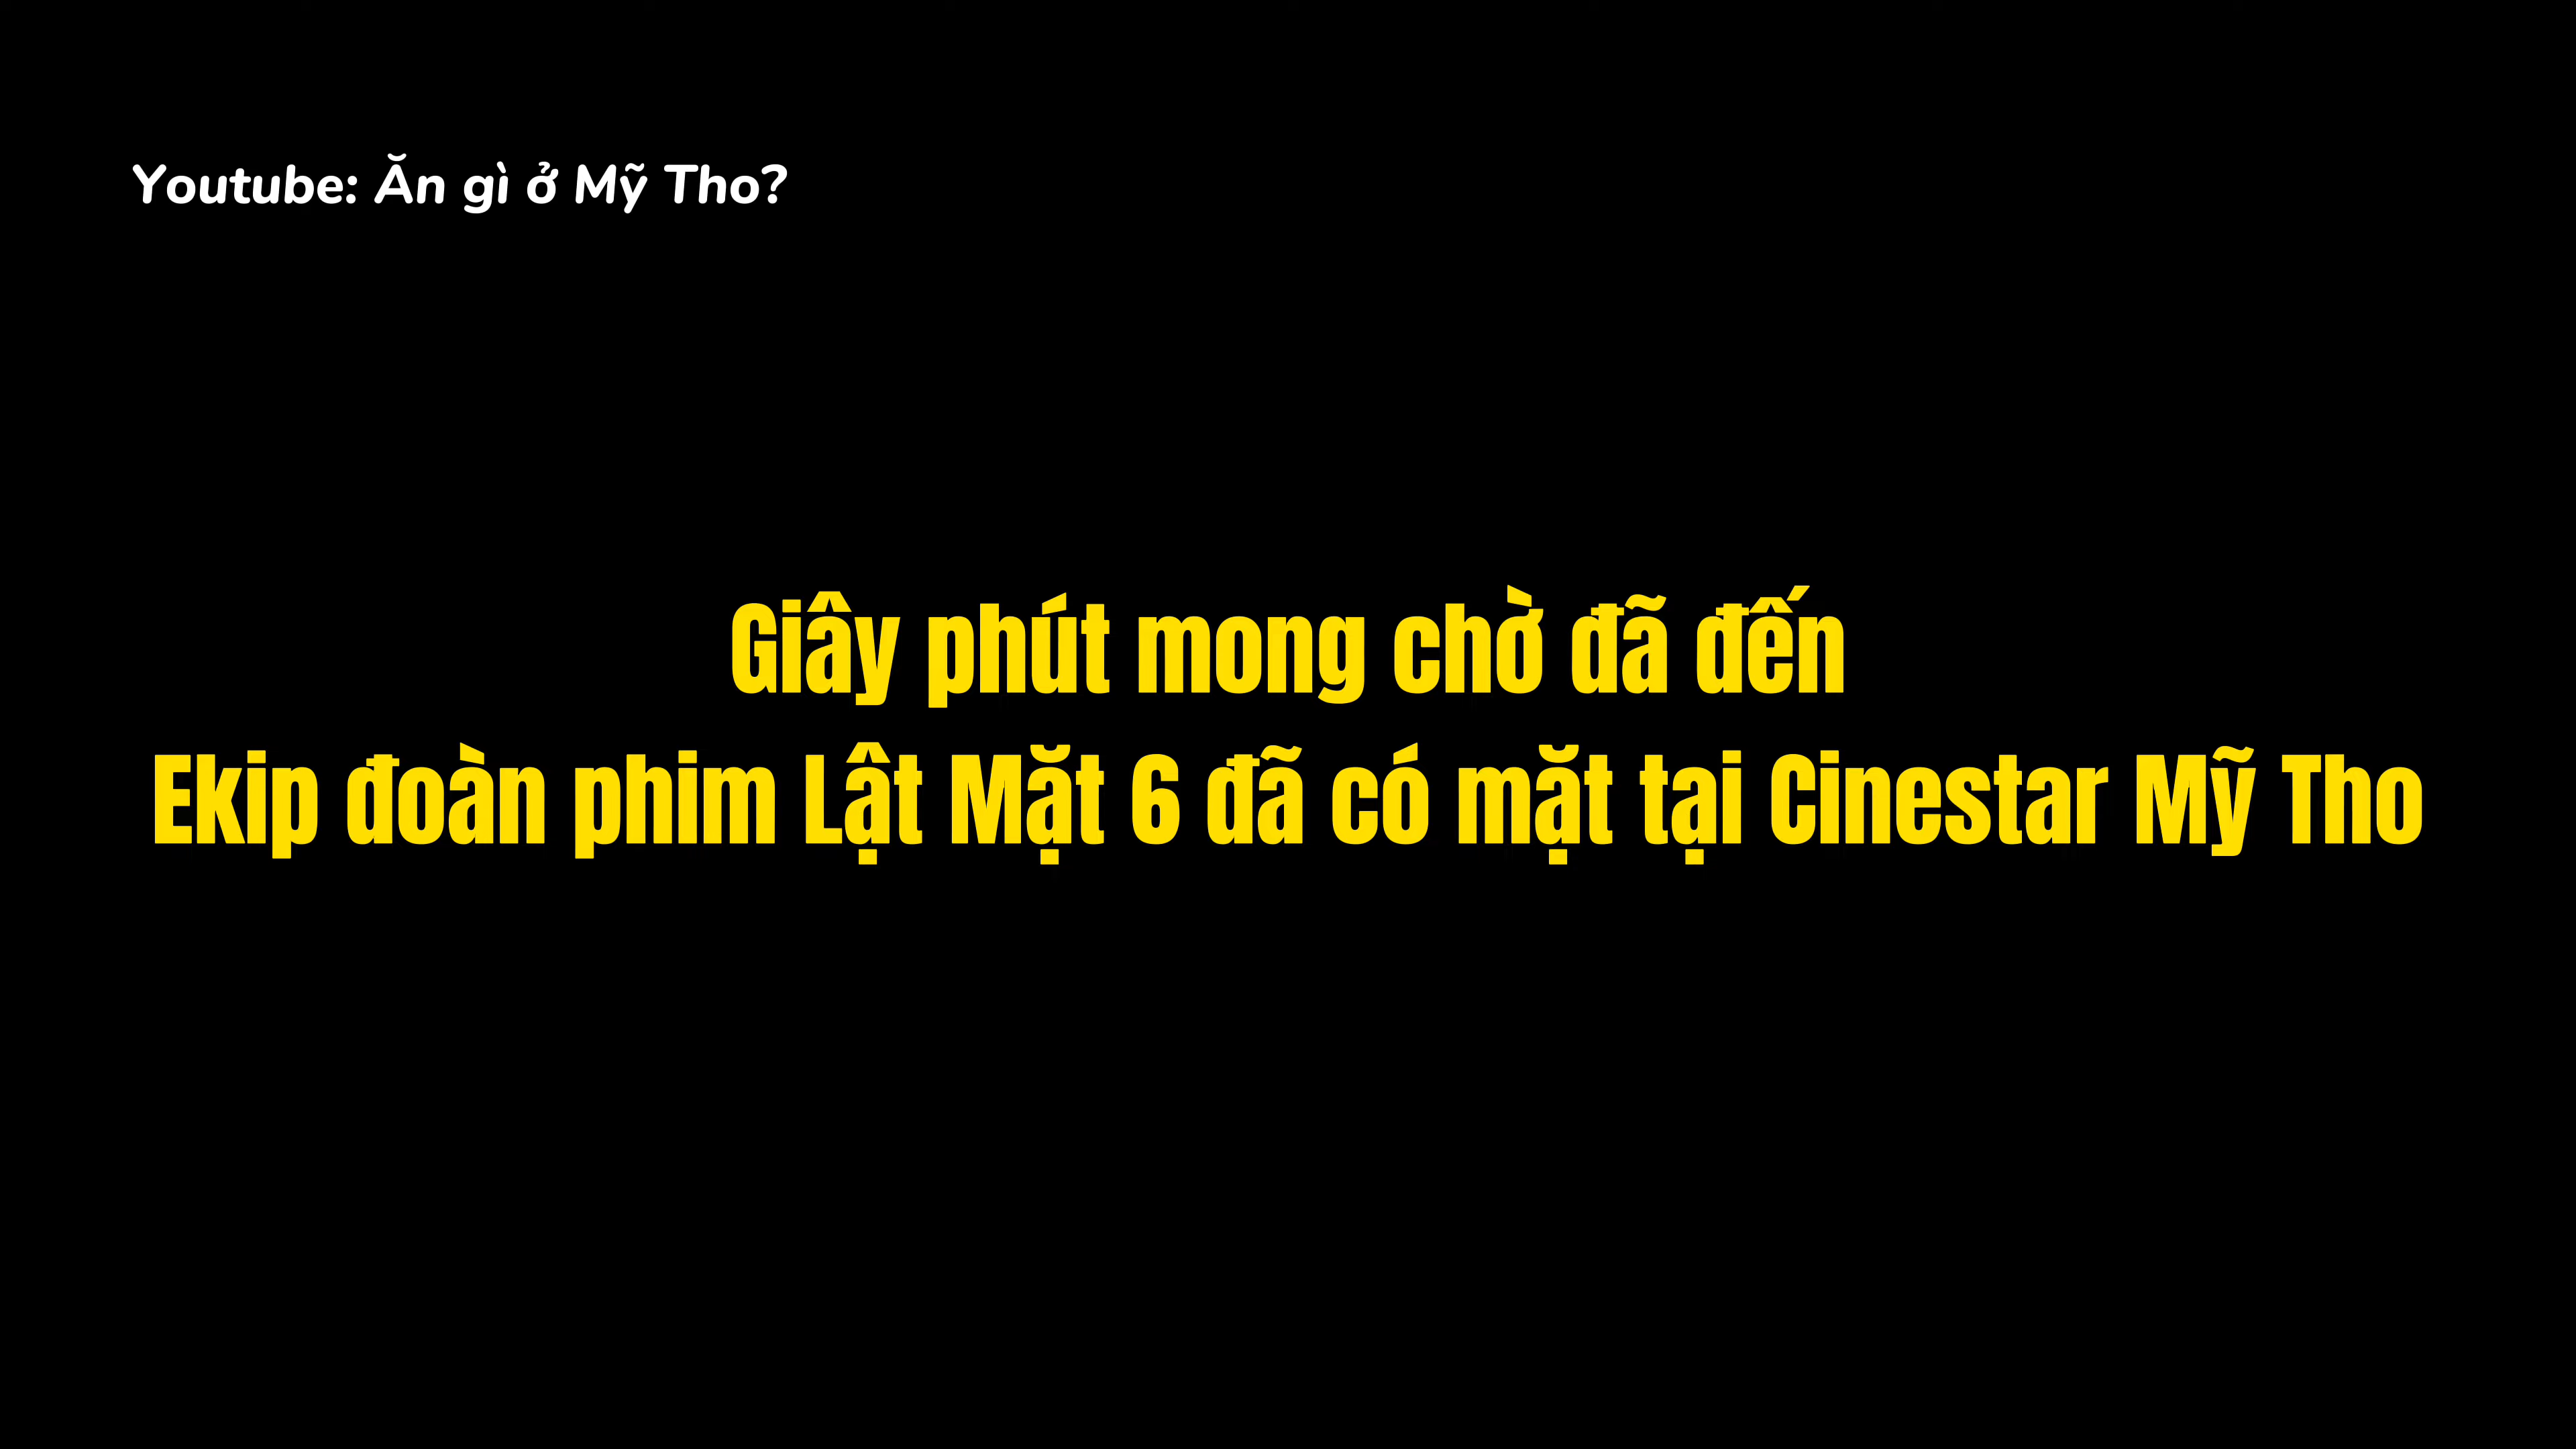 Youtube: Ăn gì ở Mỹ Tho?
Giây phút mong chờ đã đến
Ekip đoàn phim Lật Mặt 6 đã có mặt tại Cinestar Mỹ Tho